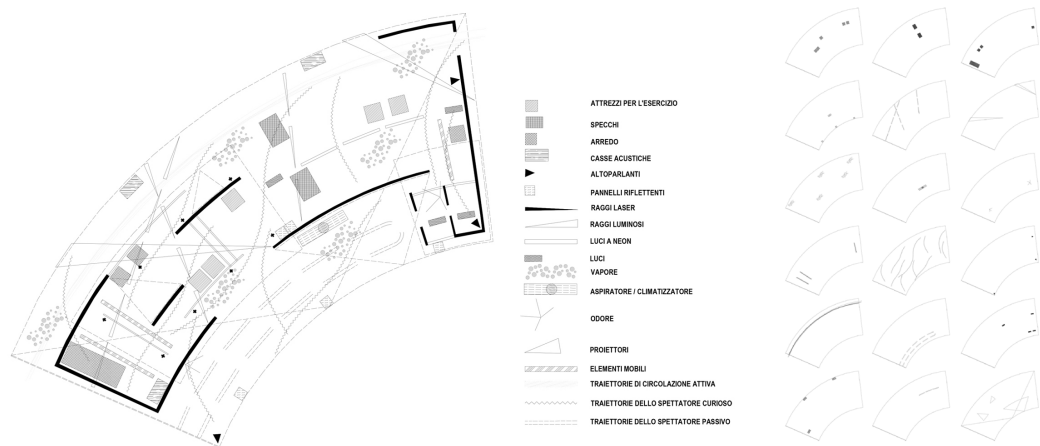 ATTREZZI PER L'ESERCIZIO
SPECCHI
ARREDO
CASSE ACUSTICHE
ALTOPARLANTI
PANNELLI RIFLETTENTI
RAGGI LASER
RAGGI LUMINOSI
LUCI A NEON
LUCI
VAPORE
ASPIRATORE / CLIMATIZZATORE
ODORE
PROIETTORI
ELEMENTI MOBILI
TRAIETTORIE DI CIRCOLAZIONE ATTIVA
TRAIETTORIE DELLO SPETTATORE CURIOSO
TRAIETTORIE DELLO SPETTATORE PASSIVO